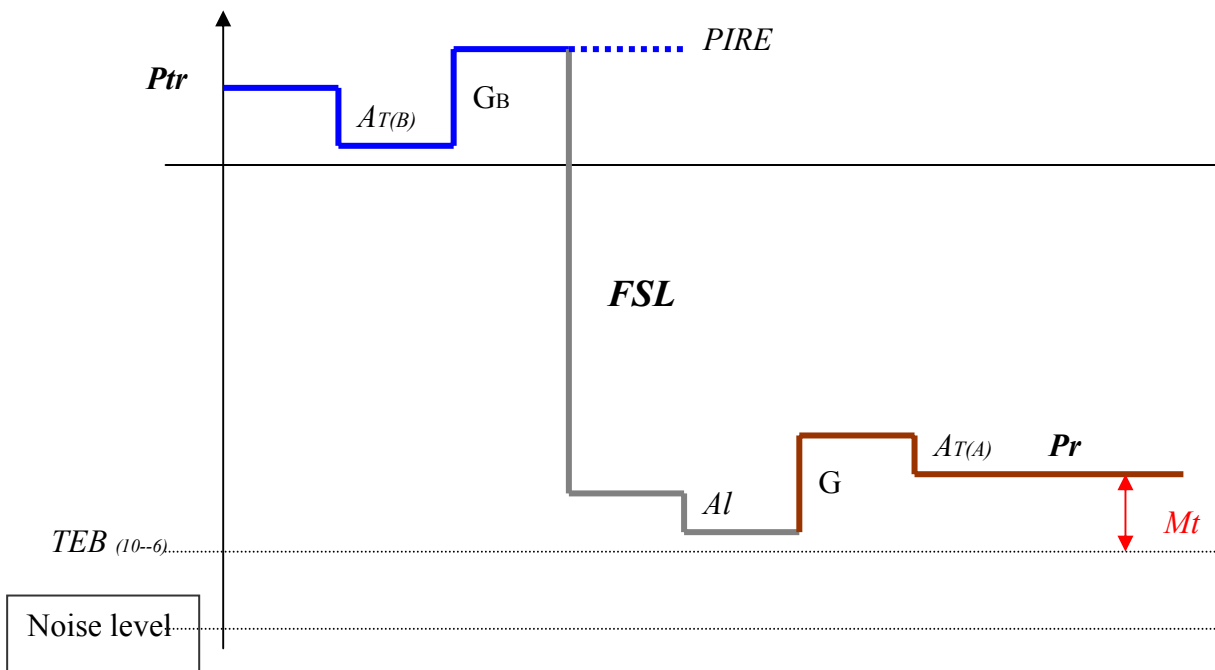 PIRE
Ptr
AT(B)
GB
FSL
AT(A)
Pr
G
Al
Mt
TEB (10--6)
Noise level